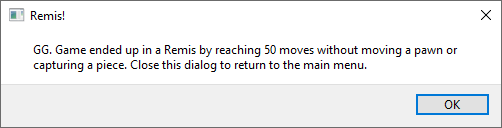 Remis!
GG. Game ended up in a Remis by reaching 50 moves without moving a pawn or
capturing a piece. Close this dialog to return to the main menu.
OK